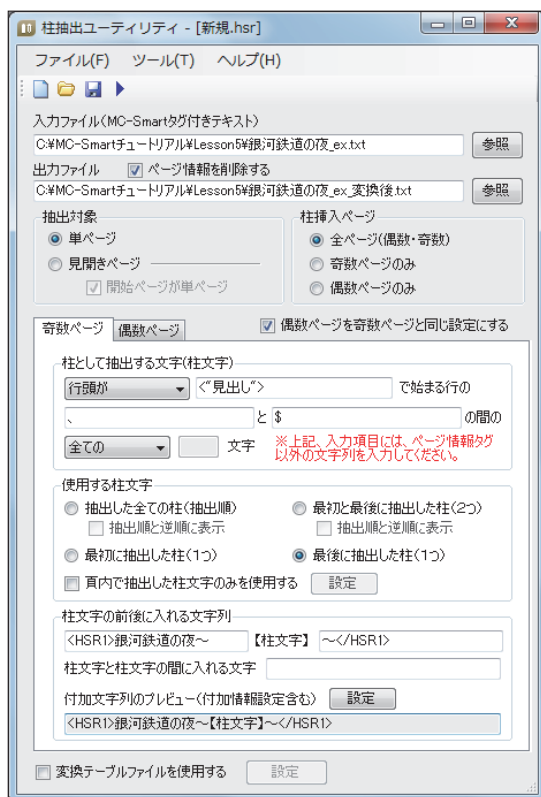 柱抽出ユーティリティ - [新規.hsr]
ファイル(F) ツール(T) ヘルプ(H)
入力ファイル(MC-Smartタグ付きテキスト)
C:¥MC-Smartチュートリアル¥Lesson5¥銀河鉄道の夜_ex.txt 参照
出力ファイル ページ情報を削除する
C:¥MC-Smartチュートリアル¥Lesson5¥銀河鉄道の夜_ex_変換後.txt 参照
抽出対象 柱挿入ページ
単ページ 全ページ(偶数・奇数)
見開きページ 奇数ページのみ
開始ページが単ページ 偶数ページのみ
奇数ページ 偶数ページ 偶数ページを奇数ページと同じ設定にする
柱として抽出する文字(柱文字)
行頭が <"見出し"> で始まる行の
、 と $ の間の
全ての 文字 ※上記、入力項目には、ページ情報タグ
以外の文字列を入力してください。
使用する柱文字
抽出した全ての柱(抽出順) 最初と最後に抽出した柱(2つ)
抽出順と逆順に表示 抽出順と逆順に表示
最初に抽出した柱(1つ) 最後に抽出した柱(1つ)
頁内で抽出した柱文字のみを使用する 設定
柱文字の前後に入れる文字列
<HSR1>銀河鉄道の夜～ 【柱文字】 ～</HSR1>
柱文字と柱文字の間に入れる文字
付加文字列のプレビュー(付加情報設定含む) 設定
<HSR1>銀河鉄道の夜～【柱文字】～</HSR1>
変換テーブルファイルを使用する 設定